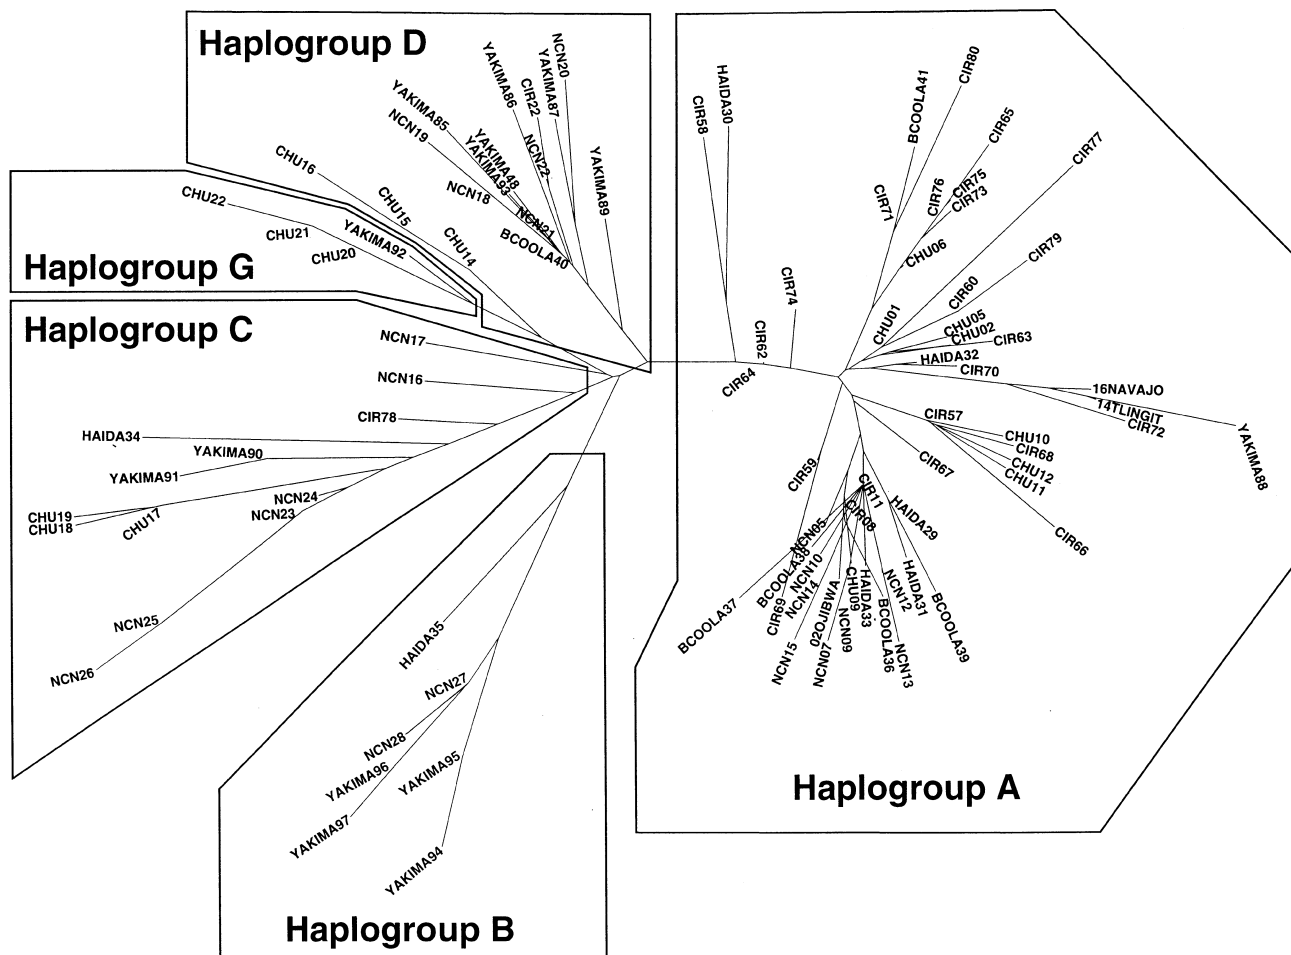 Haplogroup D
YAKIMA85
NCN19
YAKIMA86
CIR22
YAKIMA87
NCN20
YAKIMA48
YAKIMA93
NCN22
NCN18
NCN21
BCOOLA40
YAKIMA89
CHU16
CHU15
CHU14
Haplogroup G
CHU22
CHU21
CHU20
YAKIMA92
Haplogroup C
NCN17
NCN16
CIR78
HAIDA34
YAKIMA90
YAKIMA91
CHU19
CHU18
CHU17
NCN24
NCN23
NCN25
NCN26
Haplogroup B
HAIDA35
NCN27
NCN28
YAKIMA96
YAKIMA95
YAKIMA97
YAKIMA94
Haplogroup A
CIR58
HAIDA30
CIR74
CIR62
CIR64
BCOOLA41
CIR80
CIR65
CIR77
CIR71
CIR76
CIR75
CIR73
CHU06
CIR79
CIR60
CHU01
CHU05
CHU02
CIR63
HAIDA32
CIR70
16NAVAJO
14TLINGIT
CIR72
YAKIMA88
CIR57
CHU10
CIR68
CHU12
CHU11
CIR67
CIR66
CIR59
CIR11
CIR08
HAIDA29
NCN05
BCOOLA38
NCN10
NCN14
BCOOLA37
CIR69
NCN15
02OJIBWA
NCN07
CHU09
NCN09
HAIDA33
BCOOLA36
NCN12
NCN13
HAIDA31
BCOOLA39